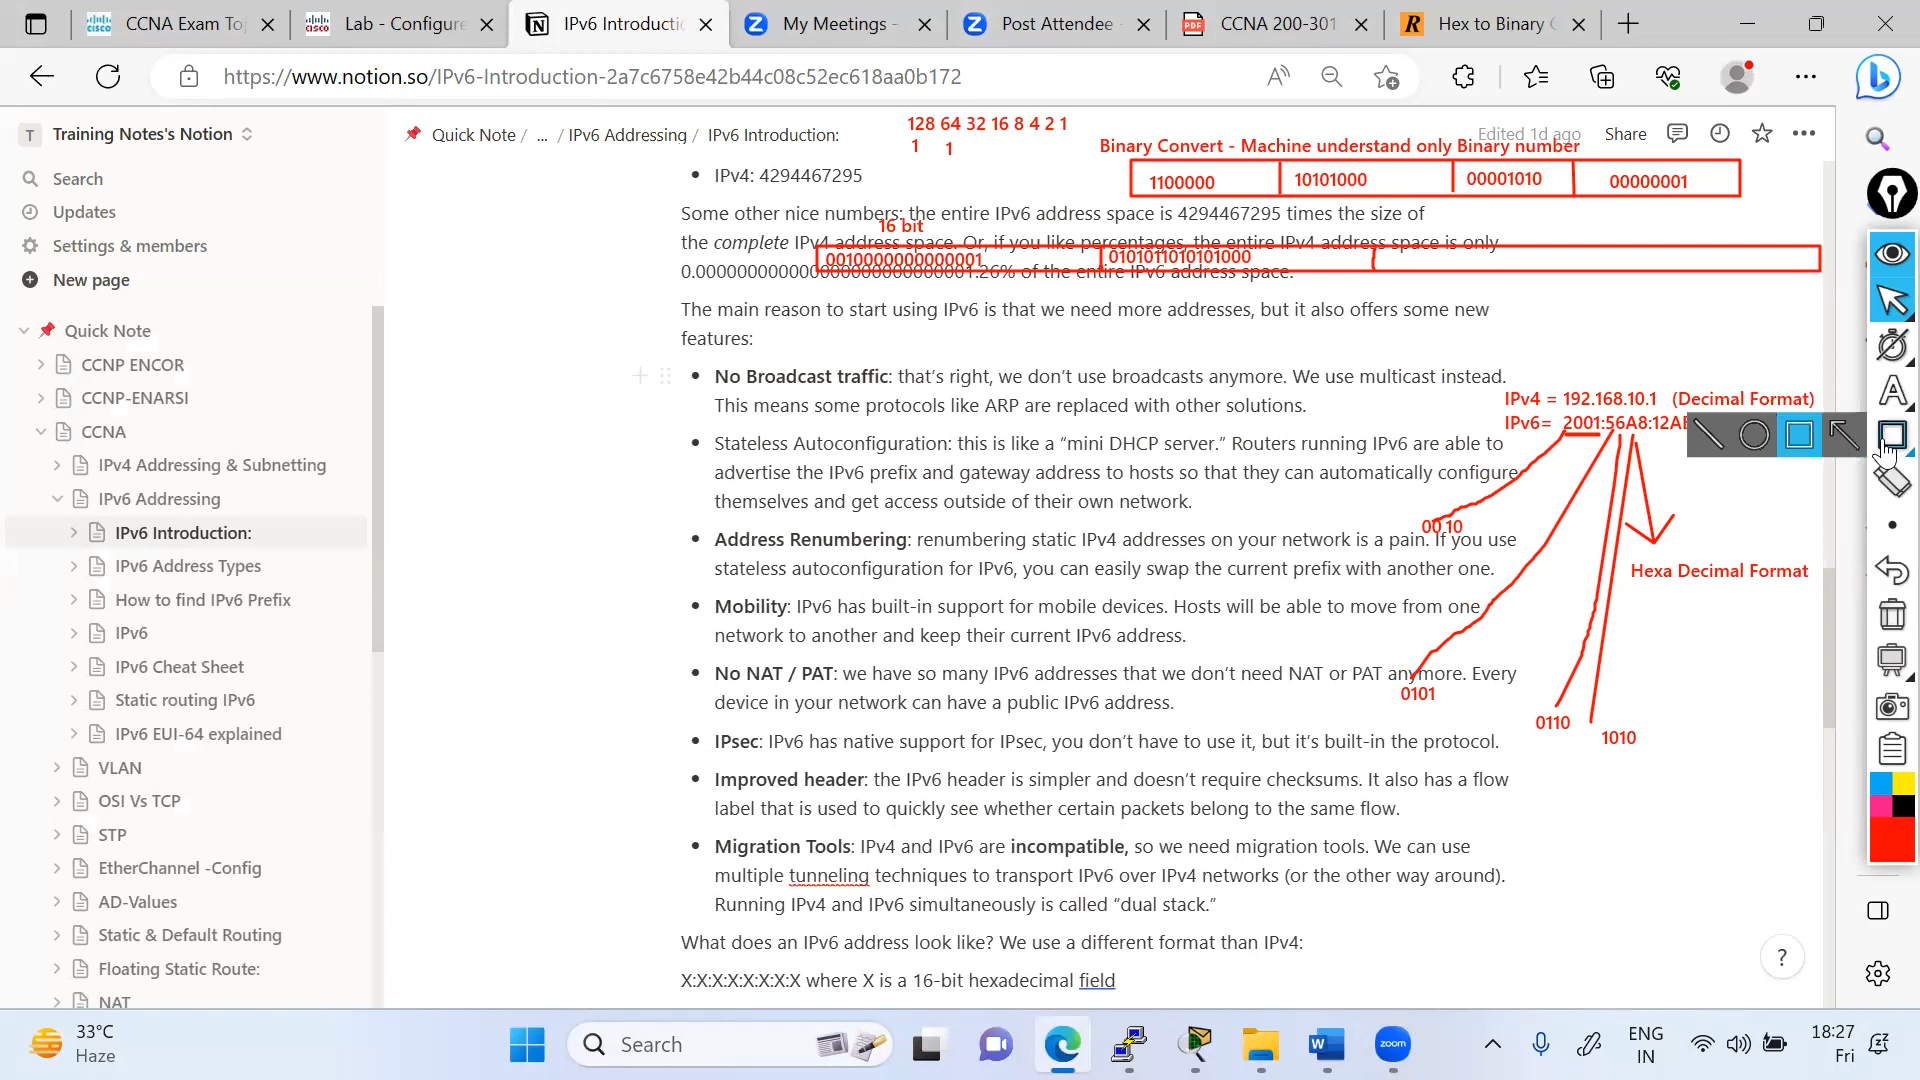 CCNA Exam To
Lab - Configure
IPv6 Introducti
My Meetings -
Post Attendee
CCNA 200-301
Hex to Binary C
https://www.notion.so/IPv6-Introduction-2a7c6758e42b44c08c52ec618aa0b172
T Training Notes's Notion
Search
Updates
Settings & members
New page
Quick Note
CCNP ENCOR
CCNP-ENARSI
CCNA
IPv4 Addressing & Subnetting
IPv6 Addressing
IPv6 Introduction:
IPv6 Address Types
How to find IPv6 Prefix
IPv6
IPv6 Cheat Sheet
Static routing IPv6
IPv6 EUI-64 explained
VLAN
OSI Vs TCP
STP
EtherChannel -Config
AD-Values
Static & Default Routing
Floating Static Route:
NAT
Quick Note / ... / IPv6 Addressing / IPv6 Introduction:
Edited 1d ago Share
128 64 32 16 8 4 2 1
1 1
Binary Convert - Machine understand only Binary number
1100000 10101000 00001010 00000001
• IPv4: 4294467295
Some other nice numbers: the entire IPv6 address space is 4294467295 times the size of
16 bit
the complete IPv4 address space. Or, if you like percentages, the entire IPv4 address space is only
0010000000000001 0101011010101000
of the entire IPv6 address space.
The main reason to start using IPv6 is that we need more addresses, but it also offers some new
features:
• No Broadcast traffic: that's right, we don't use broadcasts anymore. We use multicast instead.
This means some protocols like ARP are replaced with other solutions.
IPv4 = 192.168.10.1 (Decimal Format)
IPv6= 2001:56A8:12AB
• Stateless Autoconfiguration: this is like a “mini DHCP server.” Routers running IPv6 are able to
advertise the IPv6 prefix and gateway address to hosts so that they can automatically configure
themselves and get access outside of their own network.
0010
• Address Renumbering: renumbering static IPv4 addresses on your network is a pain. If you use
stateless autoconfiguration for IPv6, you can easily swap the current prefix with another one.
Hexa Decimal Format
• Mobility: IPv6 has built-in support for mobile devices. Hosts will be able to move from one
network to another and keep their current IPv6 address.
• No NAT / PAT: we have so many IPv6 addresses that we don't need NAT or PAT anymore. Every
device in your network can have a public IPv6 address.
0101
0110
1010
• IPsec: IPv6 has native support for IPsec, you don't have to use it, but it's built-in the protocol.
• Improved header: the IPv6 header is simpler and doesn't require checksums. It also has a flow
label that is used to quickly see whether certain packets belong to the same flow.
• Migration Tools: IPv4 and IPv6 are incompatible, so we need migration tools. We can use
multiple tunneling techniques to transport IPv6 over IPv4 networks (or the other way around).
Running IPv4 and IPv6 simultaneously is called “dual stack.”
What does an IPv6 address look like? We use a different format than IPv4:
X:X:X:X:X:X:X:X where X is a 16-bit hexadecimal field
?
33°C
Haze
Search
zoom
ENG
IN
18:27
Fri